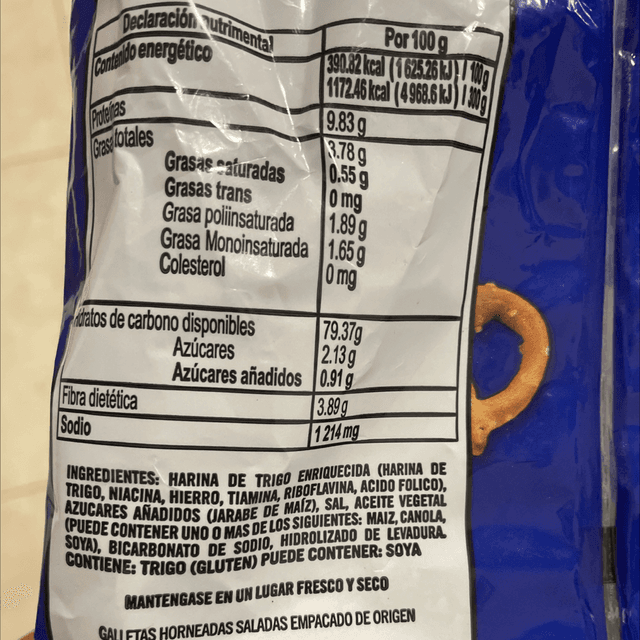 Declaración nutrimental Por 100 g
Contenido energético 390.82 kcal (1 625.26 kJ) / 100g
1172.46 kcal (4 968.6 kJ) / 300g
Proteínas 9.83 g
Grasas totales 3.78 g
Grasas saturadas 0.55 g
Grasas trans 0 mg
Grasa poliinsaturada 1.89 g
Grasa Monoinsaturada 1.65 g
Colesterol 0 mg
Hidratos de carbono disponibles 79.37g
Azúcares 2.13 g
Azúcares añadidos 0.91 g
Fibra dietética 3.89 g
Sodio 1 214 mg
INGREDIENTES: HARINA DE TRIGO ENRIQUECIDA (HARINA DE
TRIGO, NIACINA, HIERRO, TIAMINA, RIBOFLAVINA, ACIDO FOLICO),
AZUCARES AÑADIDOS (JARABE DE MAÍZ), SAL, ACEITE VEGETAL
(PUEDE CONTENER UNO O MAS DE LOS SIGUIENTES: MAIZ, CANOLA,
SOYA), BICARBONATO DE SODIO, HIDROLIZADO DE LEVADURA.
CONTIENE: TRIGO (GLUTEN) PUEDE CONTENER: SOYA
MANTENGASE EN UN LUGAR FRESCO Y SECO
GALLETAS HORNEADAS SALADAS EMPACADO DE ORIGEN